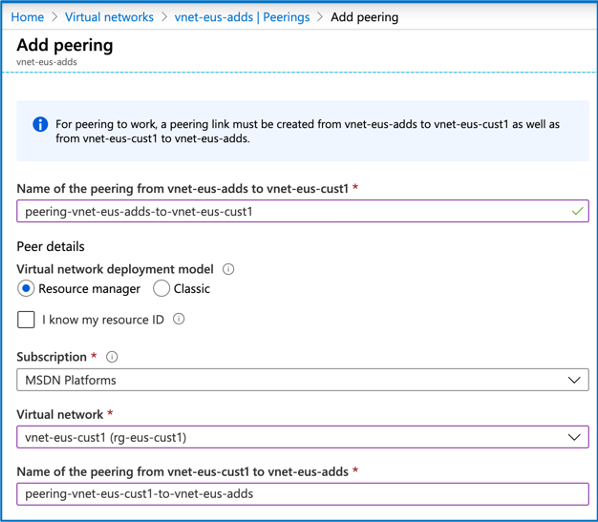 Home > Virtual networks > vnet-eus-adds | Peerings > Add peering
Add peering
vnet-eus-adds
For peering to work, a peering link must be created from vnet-eus-adds to vnet-eus-cust1 as well as
from vnet-eus-cust1 to vnet-eus-adds.
Name of the peering from vnet-eus-adds to vnet-eus-cust1 *
peering-vnet-eus-adds-to-vnet-eus-cust1
Peer details
Virtual network deployment model
Resource manager Classic
I know my resource ID
Subscription *
MSDN Platforms
Virtual network *
vnet-eus-cust1 (rg-eus-cust1)
Name of the peering from vnet-eus-cust1 to vnet-eus-adds *
peering-vnet-eus-cust1-to-vnet-eus-adds